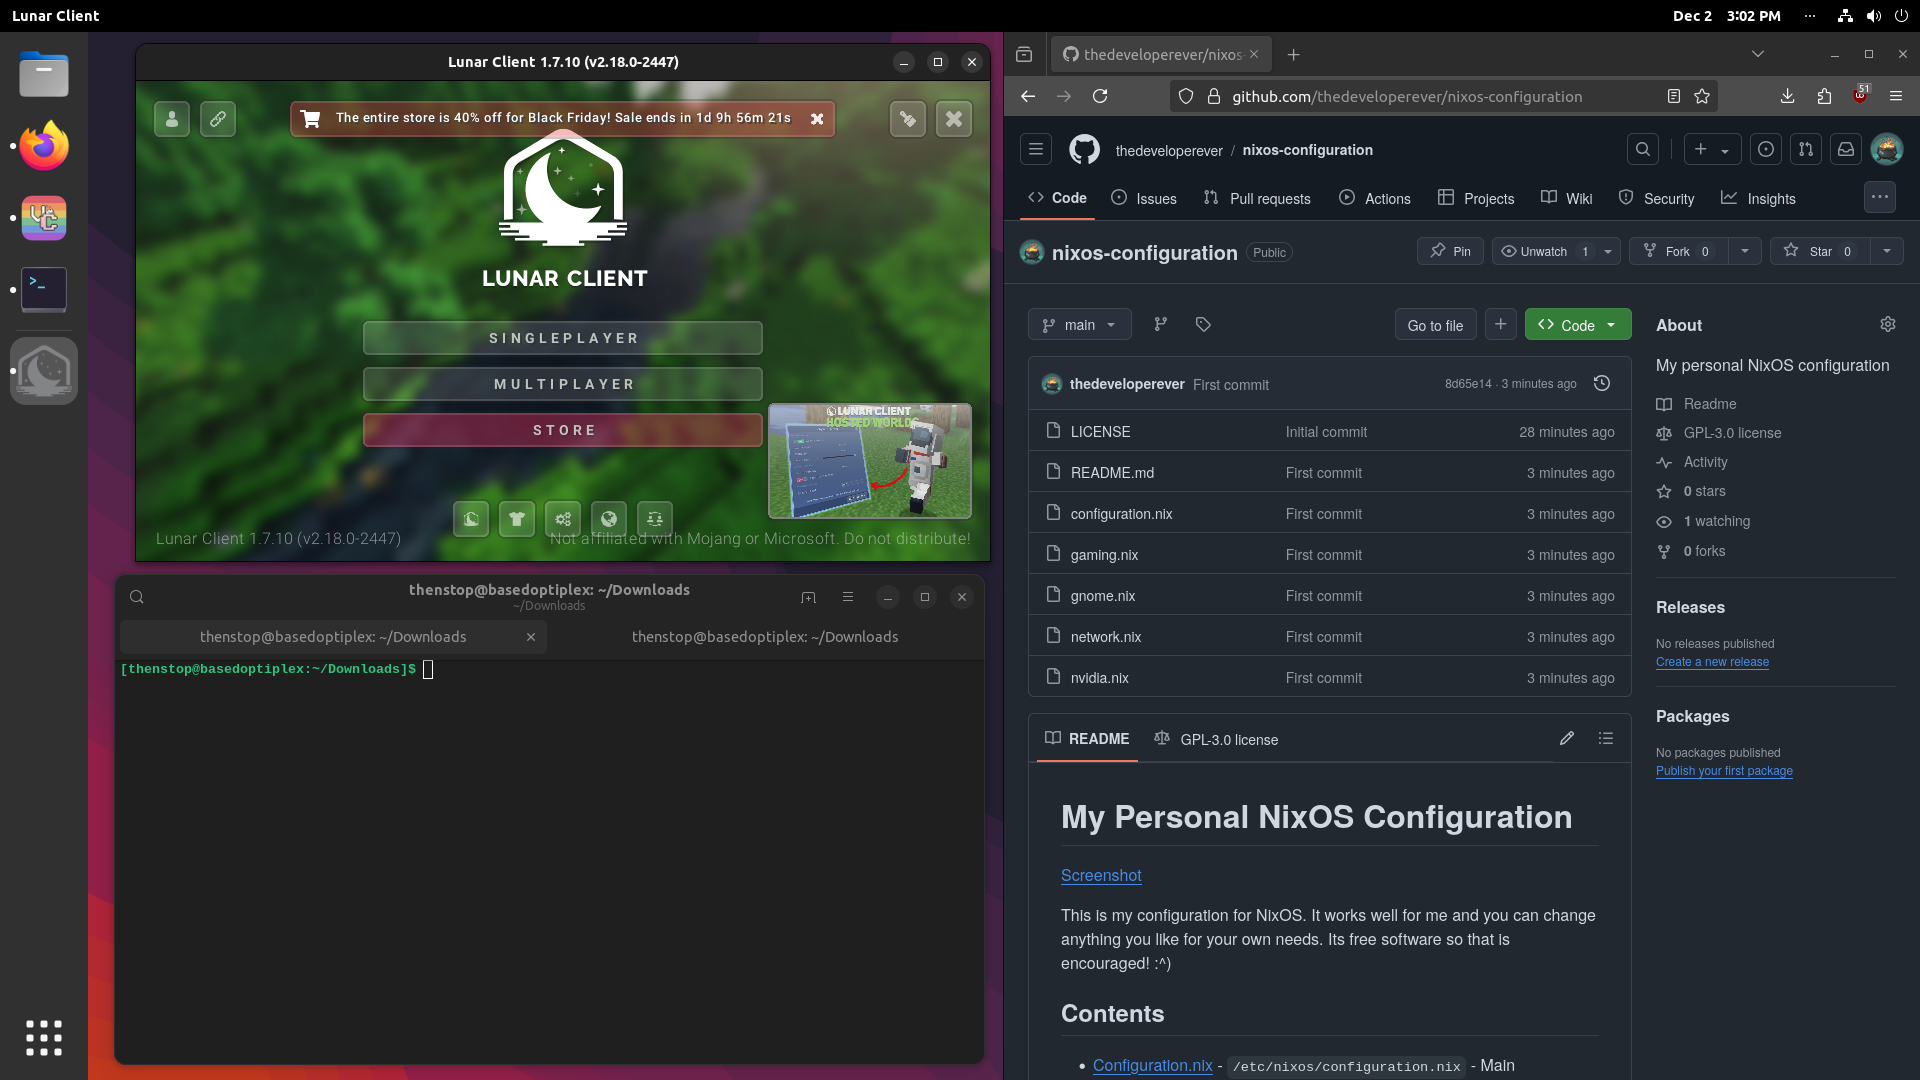 Lunar Client
Dec 2 3:02 PM
Lunar Client 1.7.10 (v2.18.0-2447)
The entire store is 40% off for Black Friday! Sale ends in 1d 9h 56m 21s
LUNAR CLIENT
SINGLEPLAYER
MULTIPLAYER
STORE
LUNAR CLIENT
HOSTED WORLDS
Lunar Client 1.7.10 (v2.18.0-2447)
Not affiliated with Mojang or Microsoft. Do not distribute!
UC
>_
thenstop@basedoptiplex: ~/Downloads
~/Downloads
thenstop@basedoptiplex: ~/Downloads
thenstop@basedoptiplex: ~/Downloads
[thenstop@basedoptiplex:~/Downloads]$
thedeveloperever/nixos-
github.com/thedeveloperever/nixos-configuration
51
thedeveloperever / nixos-configuration
Code Issues Pull requests Actions Projects Wiki Security Insights
nixos-configuration Public
Pin Unwatch 1 Fork 0 Star 0
main Go to file Code
thedeveloperever First commit 8d65e14 · 3 minutes ago
LICENSE Initial commit 28 minutes ago
README.md First commit 3 minutes ago
configuration.nix First commit 3 minutes ago
gaming.nix First commit 3 minutes ago
gnome.nix First commit 3 minutes ago
network.nix First commit 3 minutes ago
nvidia.nix First commit 3 minutes ago
README GPL-3.0 license
My Personal NixOS Configuration
Screenshot
This is my configuration for NixOS. It works well for me and you can change
anything you like for your own needs. Its free software so that is
encouraged! :^)
Contents
• Configuration.nix - /etc/nixos/configuration.nix - Main
About
My personal NixOS configuration
Readme
GPL-3.0 license
Activity
0 stars
1 watching
0 forks
Releases
No releases published
Create a new release
Packages
No packages published
Publish your first package